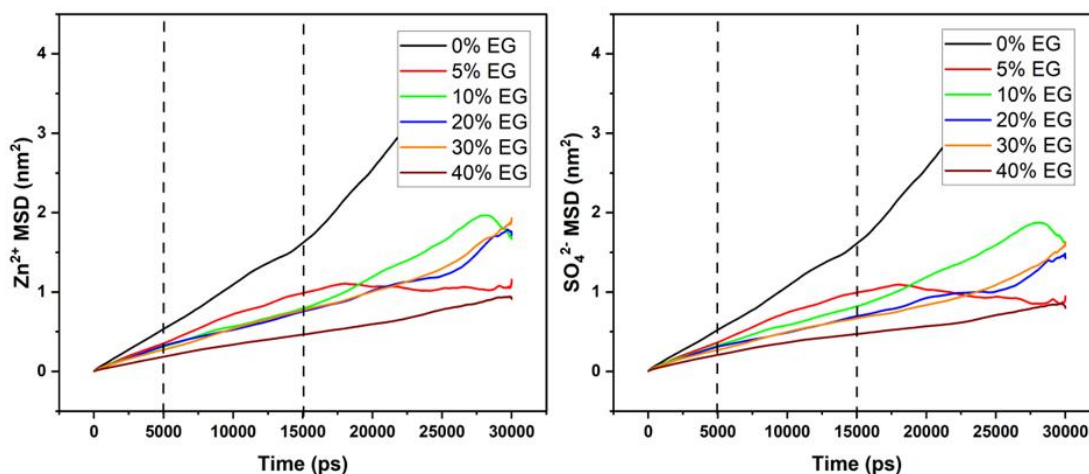 Zn²⁺ MSD (nm²)
4
3
2
1
0
0% EG
5% EG
10% EG
20% EG
30% EG
40% EG
0 5000 10000 15000 20000 25000 30000
Time (ps)
SO₄²⁻ MSD (nm²)
4
3
2
1
0
0% EG
5% EG
10% EG
20% EG
30% EG
40% EG
0 5000 10000 15000 20000 25000 30000
Time (ps)